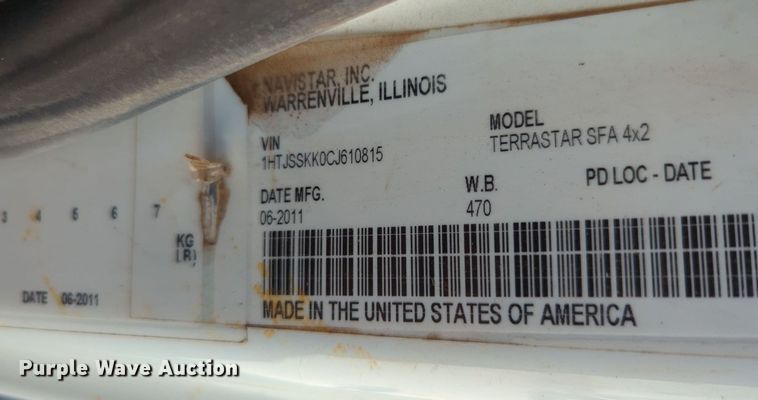 NAVISTAR, INC.
WARRENVILLE, ILLINOIS
VIN
1HTJSSKK0CJ610815
MODEL
TERRASTAR SFA 4x2
DATE MFG.
06-2011
W.B.
470
PD LOC - DATE
MADE IN THE UNITED STATES OF AMERICA
3 4 5 6 7
KG
(LB)
DATE 06-2011
Purple Wave Auction